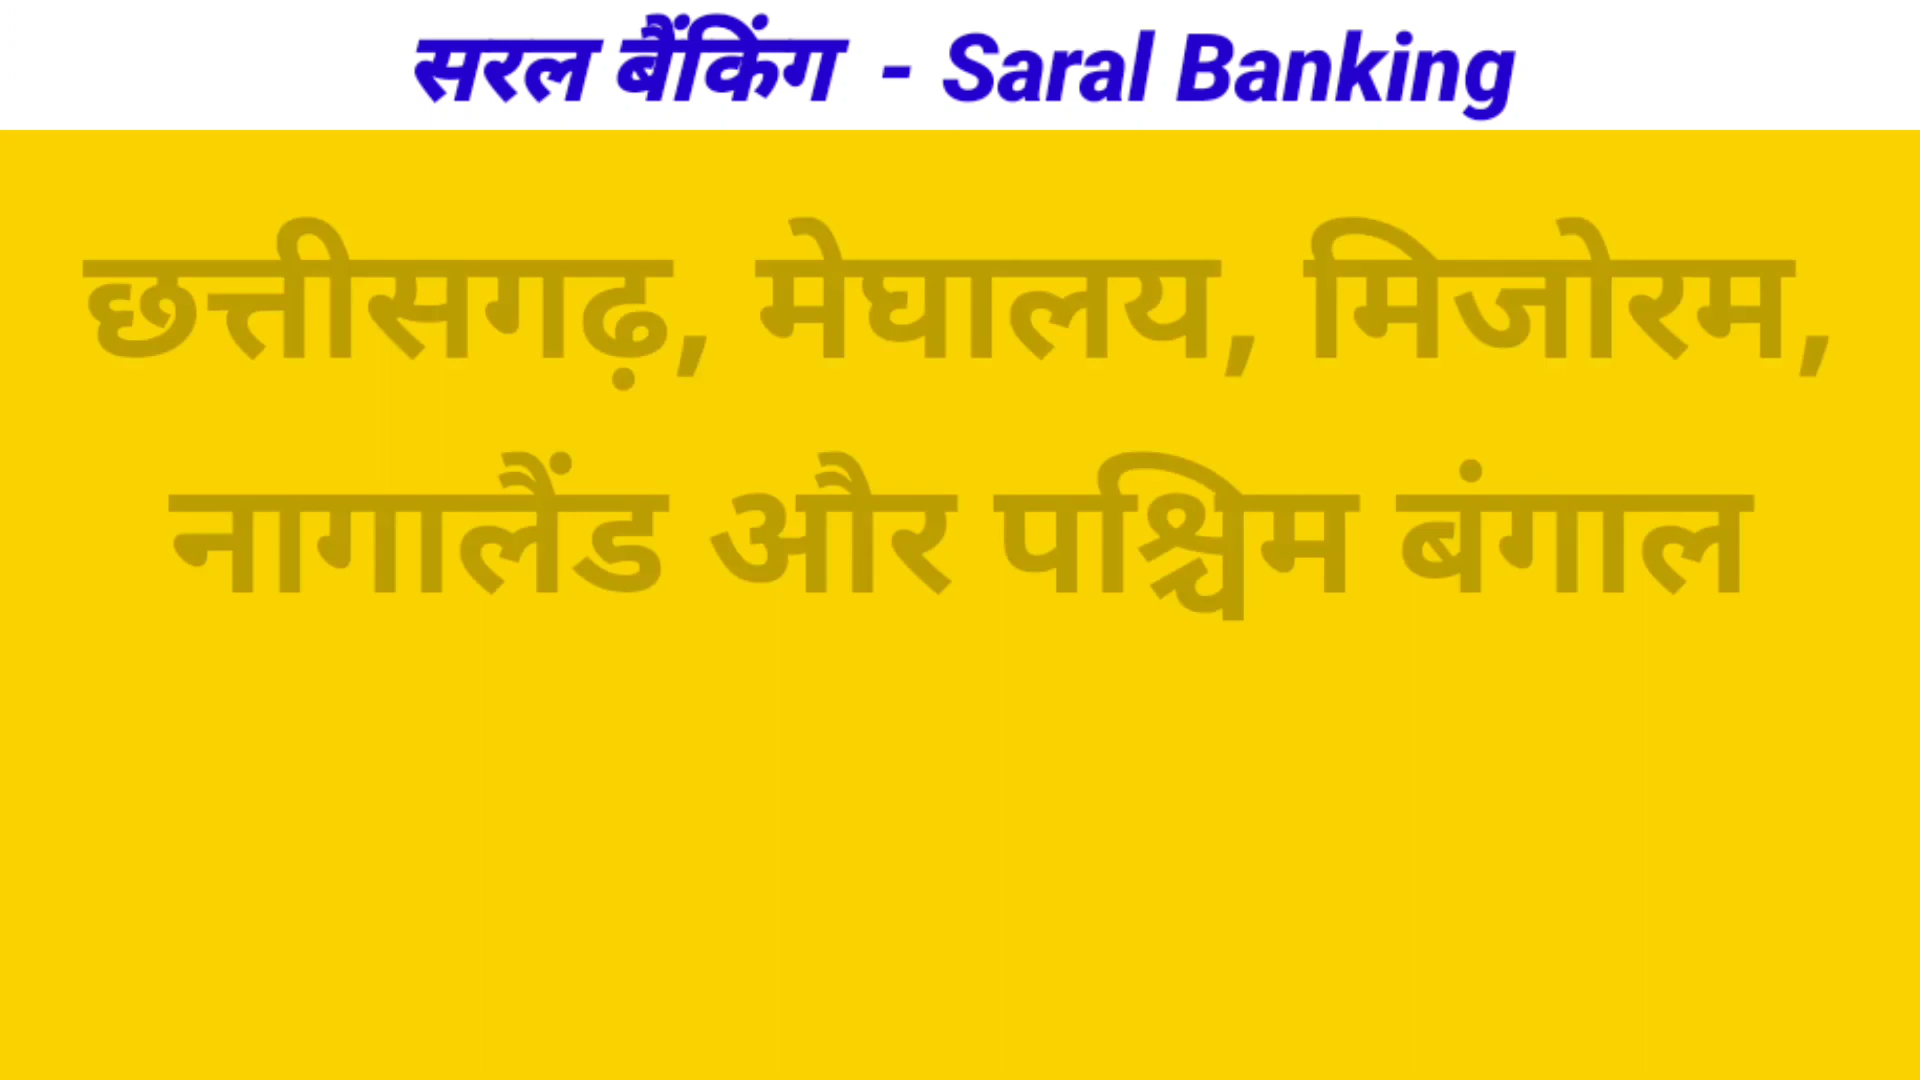 सरल बैंकिंग - Saral Banking
छत्तीसगढ़, मेघालय, मिजोरम,
नागालैंड और पश्चिम बंगाल